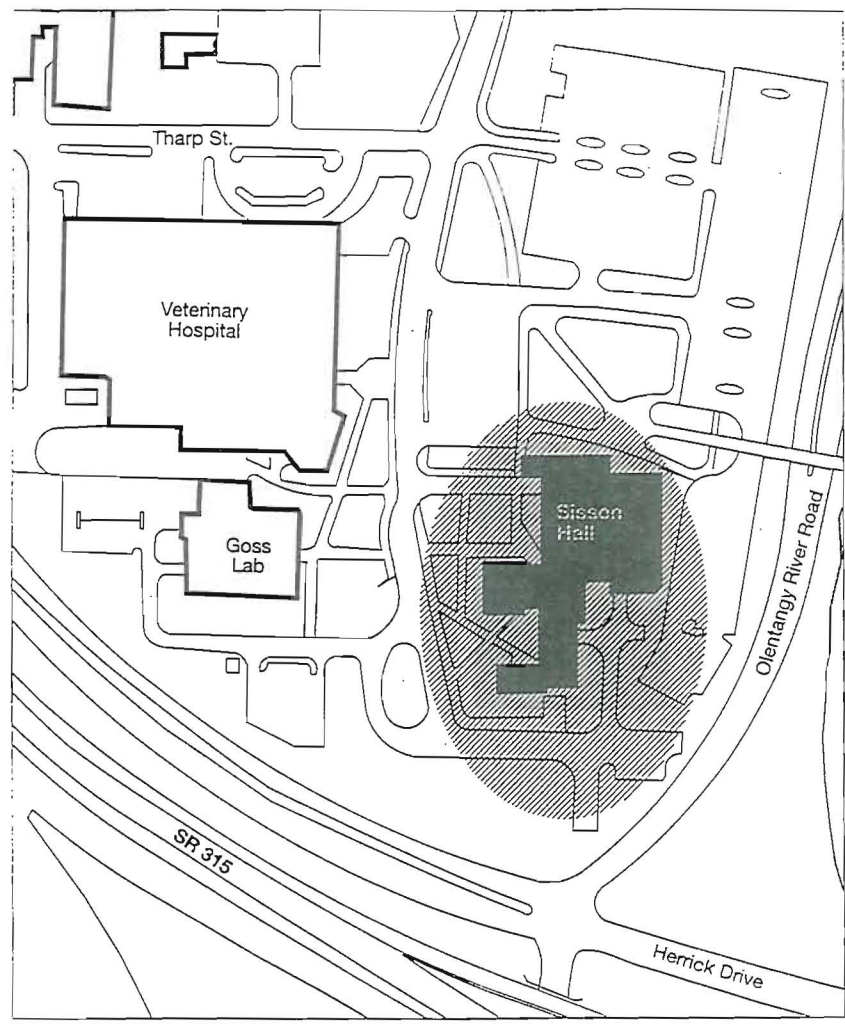 Tharp St.
Veterinary
Hospital
Sisson
Hall
Goss
Lab
Olentangy River Road
SR 315
Herrick Drive